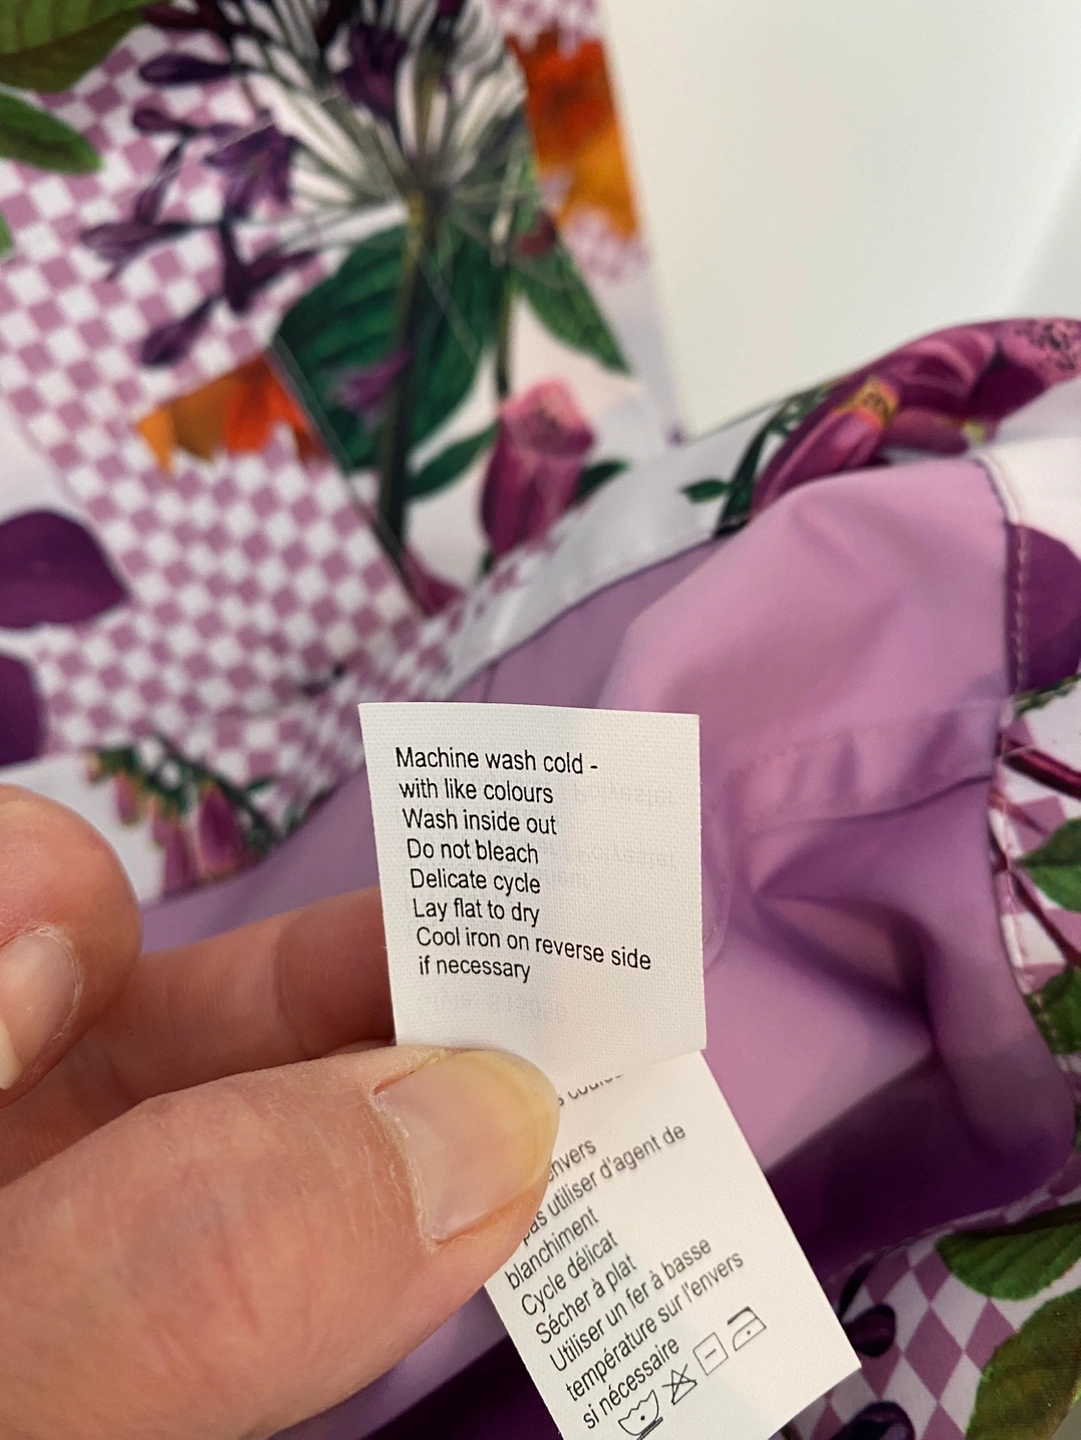 Machine wash cold -
with like colours
Wash inside out
Do not bleach
Delicate cycle
Lay flat to dry
Cool iron on reverse side
if necessary
utiliser d'agent de
blanchiment
Cycle délicat
Sécher à plat
Utiliser un fer à basse
température sur l'envers
si nécessaire